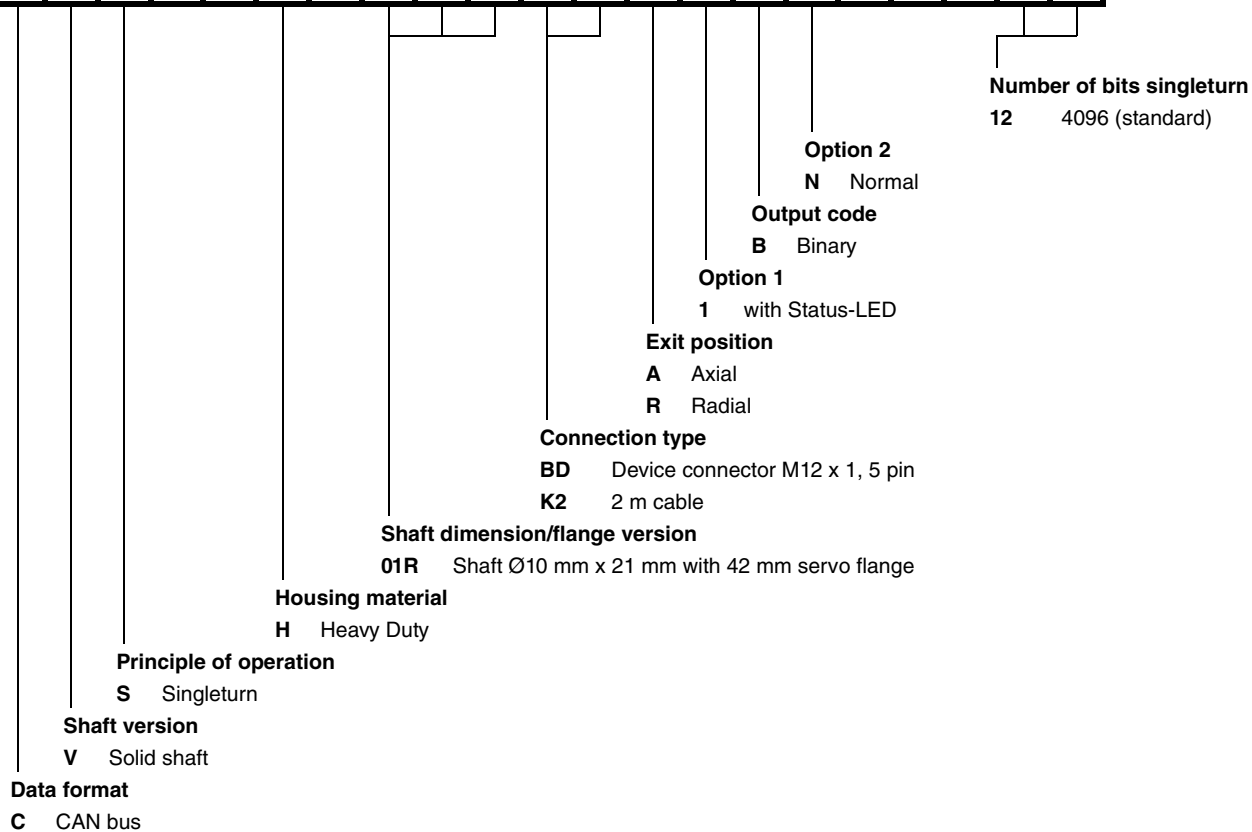 Number of bits singleturn
12 4096 (standard)
Option 2
N Normal
Output code
B Binary
Option 1
1 with Status-LED
Exit position
A Axial
R Radial
Connection type
BD Device connector M12 x 1, 5 pin
K2 2 m cable
Shaft dimension/flange version
01R Shaft Ø10 mm x 21 mm with 42 mm servo flange
Housing material
H Heavy Duty
Principle of operation
S Singleturn
Shaft version
V Solid shaft
Data format
C CAN bus